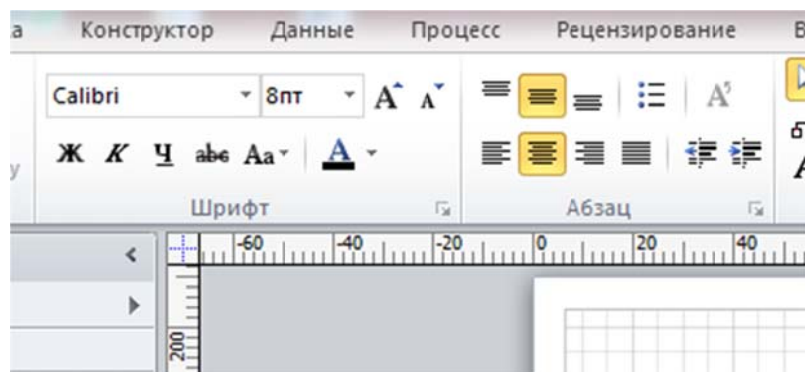 а Конструктор Данные Процесс Рецензирование В
Calibri 8пт А А А
у Ж К Ч abc Aa А
Шрифт Абзац
-60 -40 -20 0 20 40
200